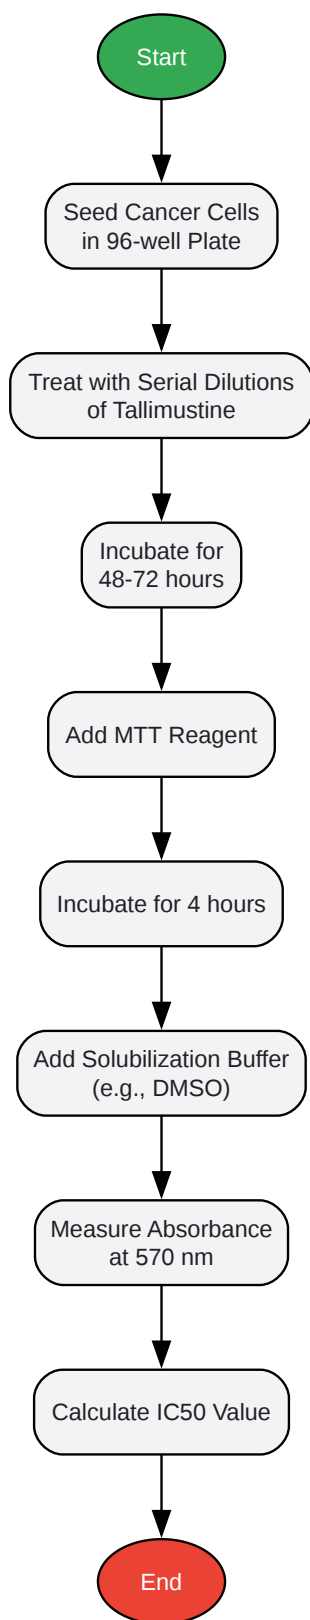 Start
Seed Cancer Cells
in 96-well Plate
Treat with Serial Dilutions
of Tallimustine
Incubate for
48-72 hours
Add MTT Reagent
Incubate for 4 hours
Add Solubilization Buffer
(e.g., DMSO)
Measure Absorbance
at 570 nm
Calculate IC50 Value
End